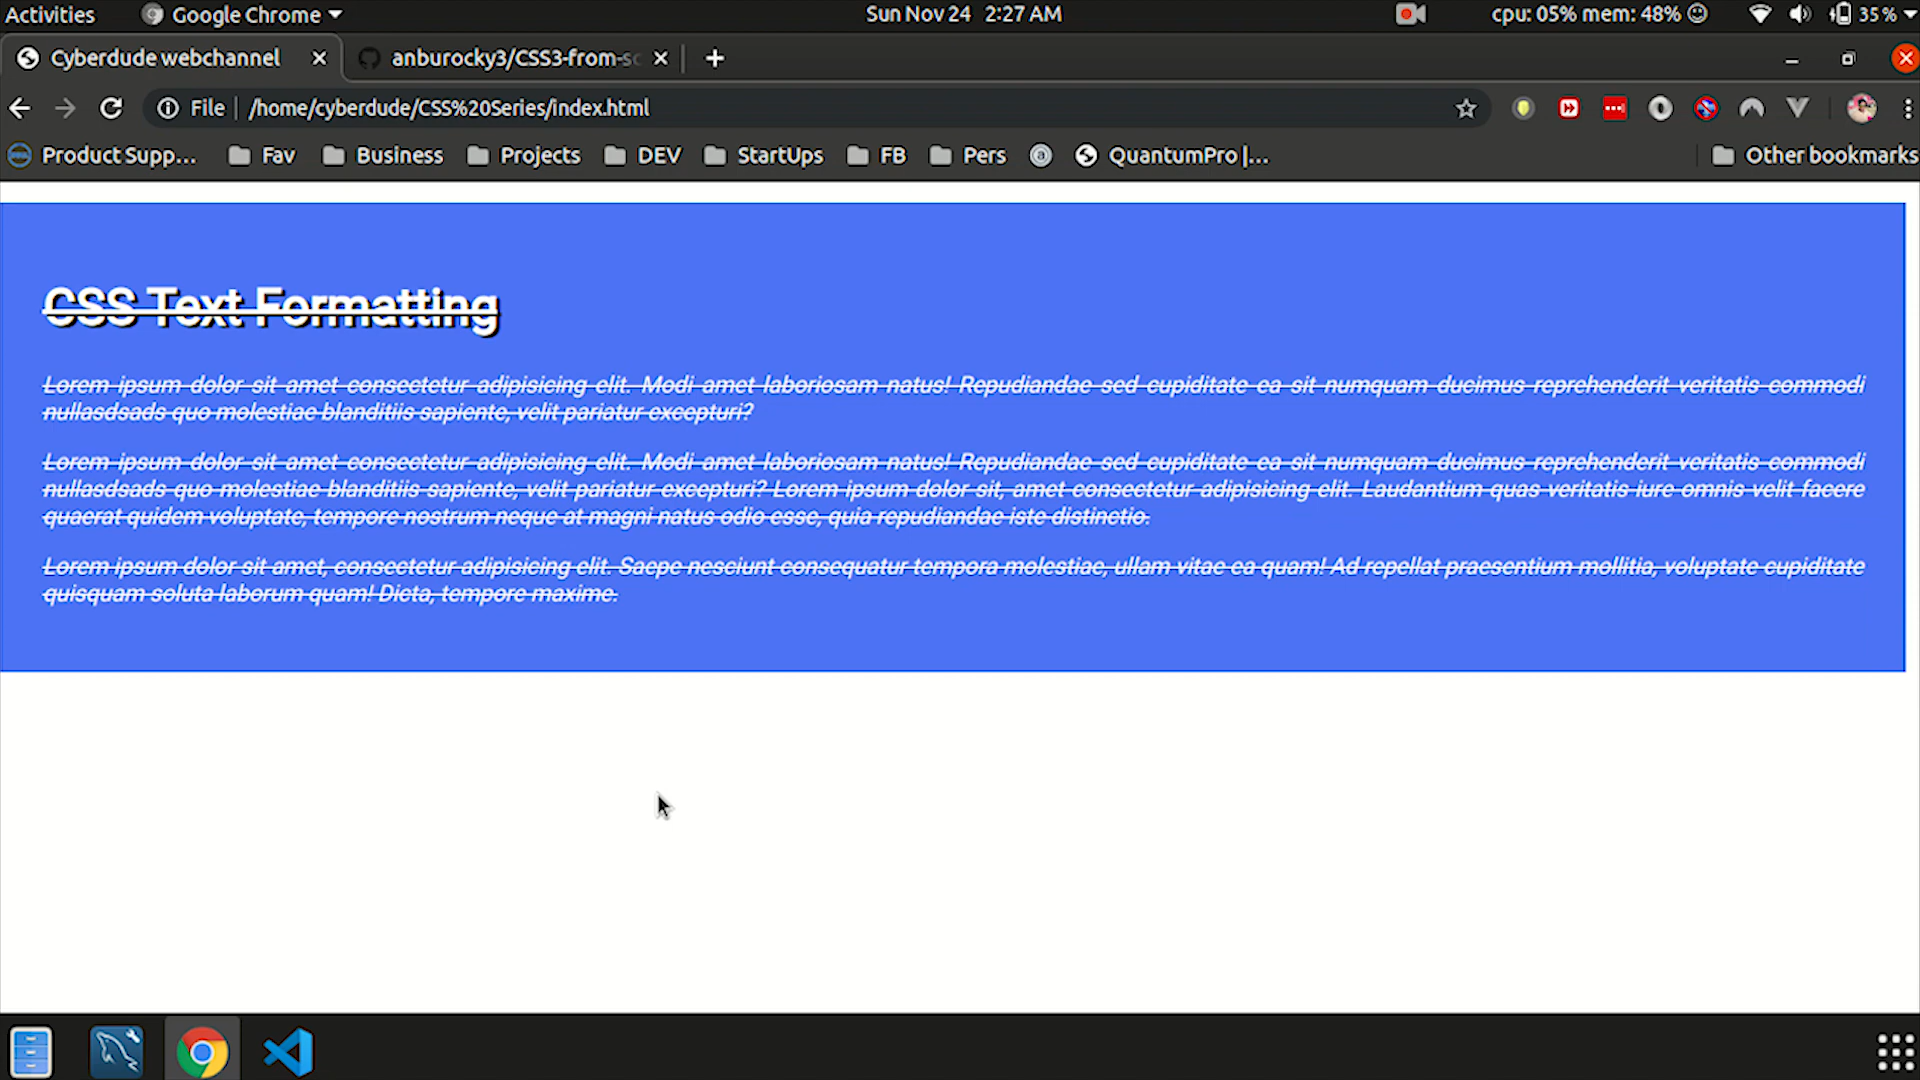 Activities Google Chrome Sun Nov 24 2:27 AM cpu: 05% mem: 48% 35%
Cyberdude webchannel anburocky3/CSS3-from-sc
File /home/cyberdude/CSS%20Series/index.html
Product Supp... Fav Business Projects DEV StartUps FB Pers QuantumPro |... Other bookmarks
CSS Text Formatting
Lorem ipsum dolor sit amet consectetur adipisicing elit. Modi amet laboriosam natus! Repudiandae sed cupiditate ea sit numquam ducimus reprehenderit veritatis commodi
nullasdsads quo molestiae blanditiis sapiente, velit pariatur excepturi?
Lorem ipsum dolor sit amet consectetur adipisicing elit. Modi amet laboriosam natus! Repudiandae sed cupiditate ea sit numquam ducimus reprehenderit veritatis commodi
nullasdsads quo molestiae blanditiis sapiente, velit pariatur excepturi? Lorem ipsum dolor sit, amet consectetur adipisicing elit. Laudantium quas veritatis iure omnis velit facere
quaerat quidem voluptate, tempore nostrum neque at magni natus odio esse, quia repudiandae iste distinctio.
Lorem ipsum dolor sit amet, consectetur adipisicing elit. Saepe nesciunt consequatur tempora molestiae, ullam vitae ea quam! Ad repellat praesentium mollitia, voluptate cupiditate
quisquam soluta laborum quam! Dicta, tempore maxime.